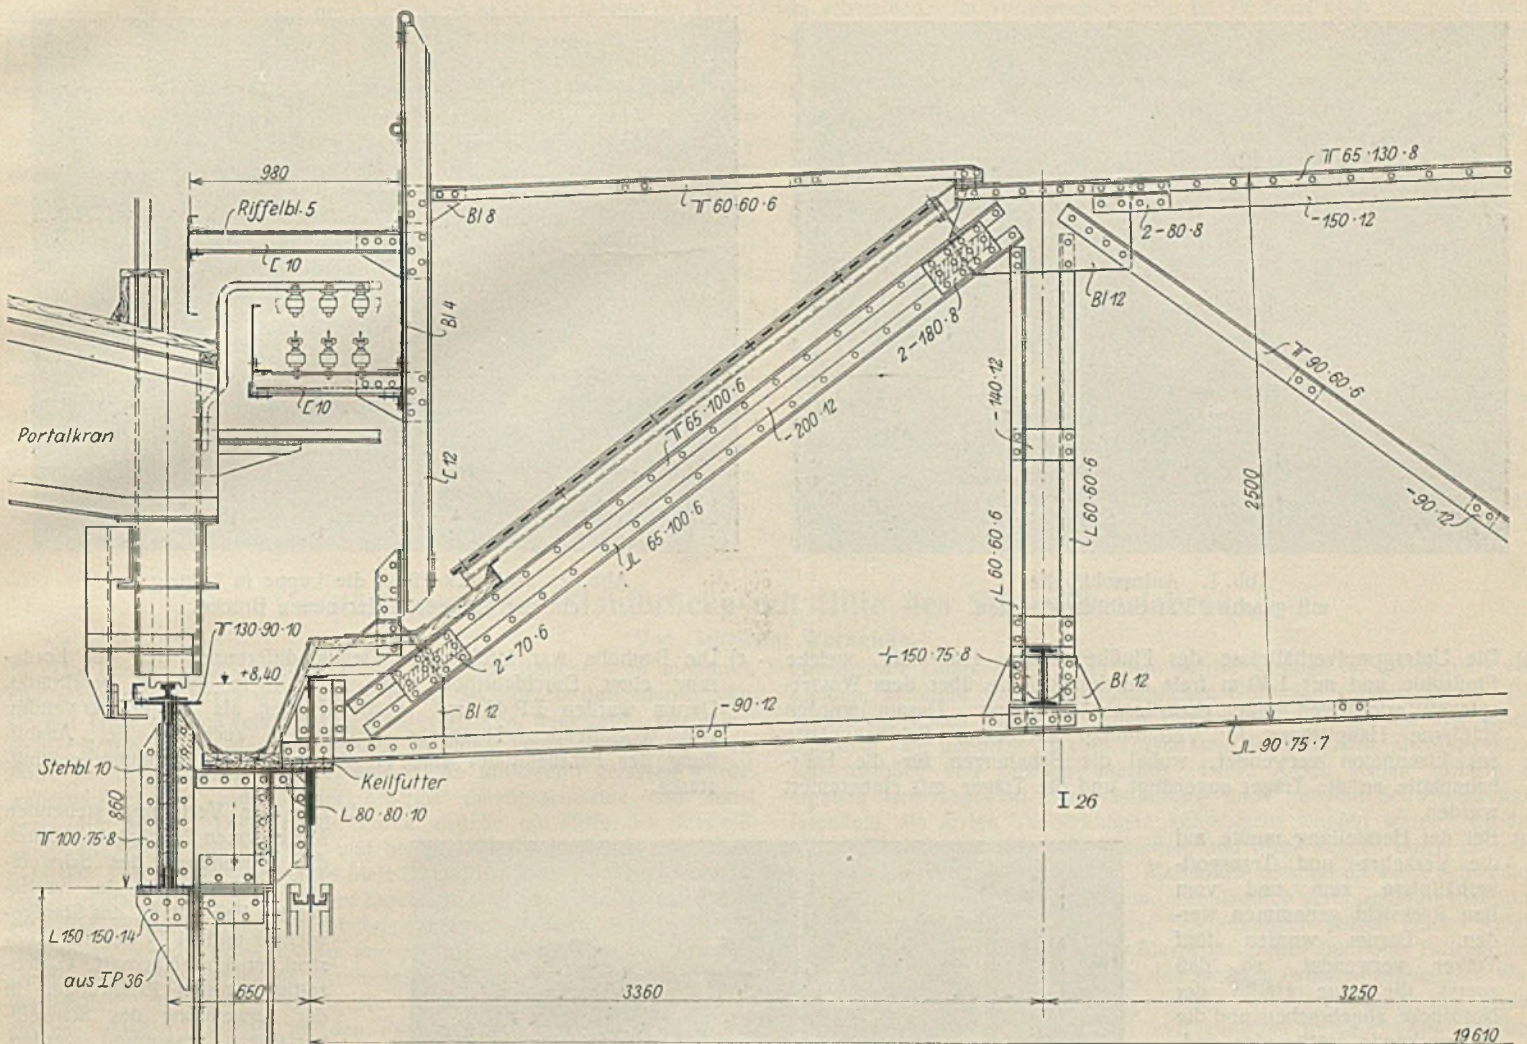 980
Riffelbl. 5
[ 10
Bl 8
╥ 60·60·6
╥ 65·130·8
-150·12
2-80·8
Bl 12
Bl 4
2-180·8
[ 10
Portalkran
╥ 90·60·6
╥ 65·100·6
-200·12
-140·12
[ 12
2500
-90·12
╨ 65·100·6
L 60·60·6
L 60·60·6
╥ 130·90·10
+8,40
2-70·6
┽ 150·75·8
Bl 12
Bl 12
-90·12
╨ 90·75·7
Stehbl. 10
860
Keilfutter
L 80·80·10
I 26
╥ 100·75·8
L 150·150·14
aus IP 36
650
3360
3250
19610